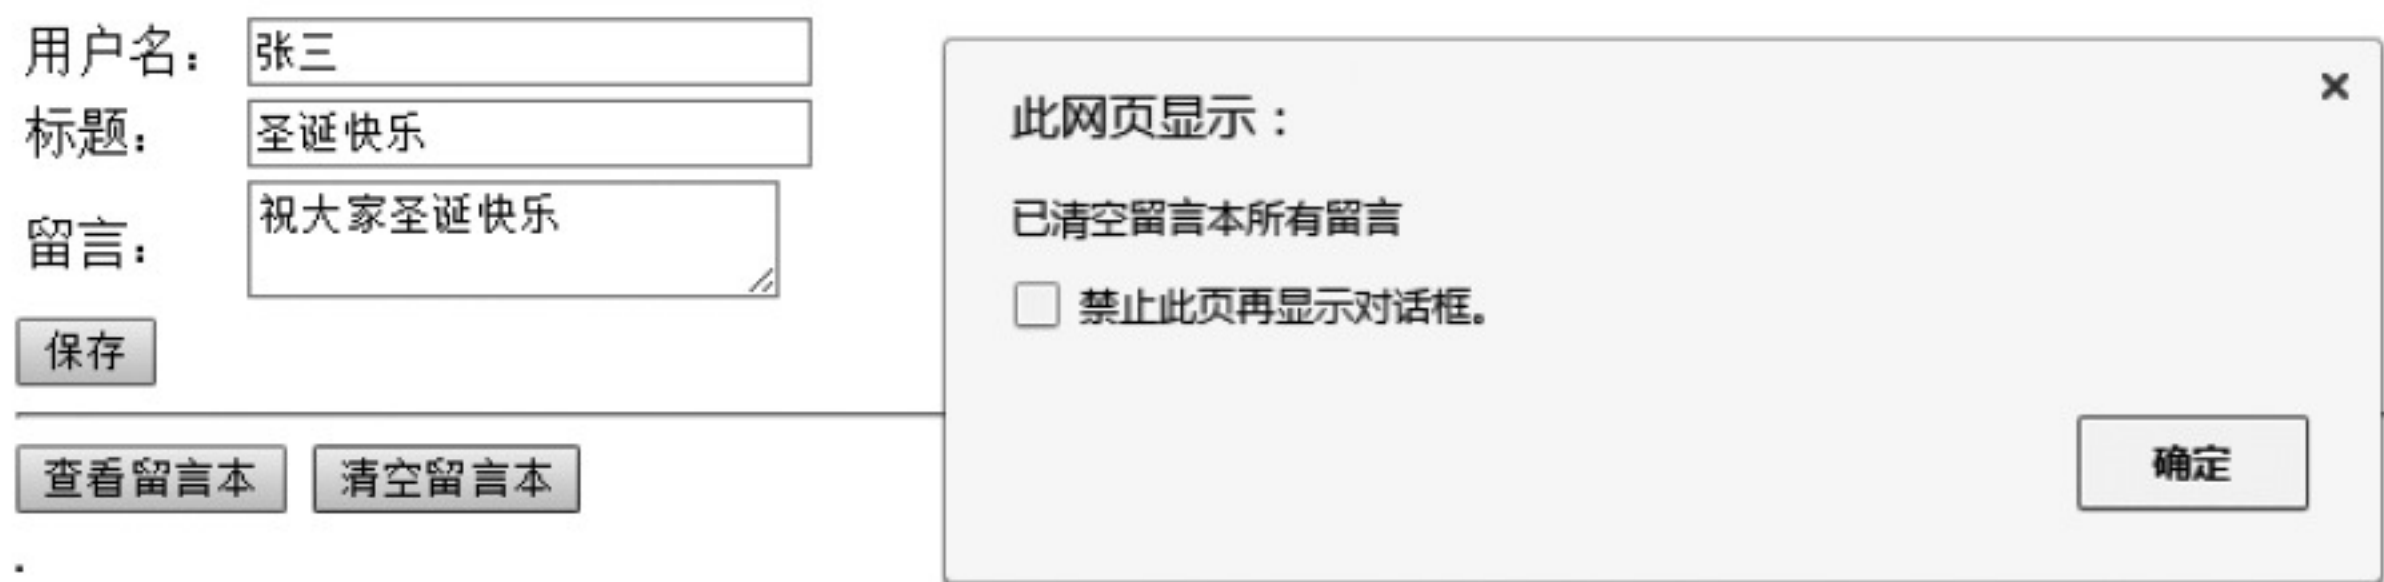 用户名： 张三
标题： 圣诞快乐
留言： 祝大家圣诞快乐
保存
查看留言本 清空留言本
.
此网页显示：
已清空留言本所有留言
禁止此页再显示对话框。
确定